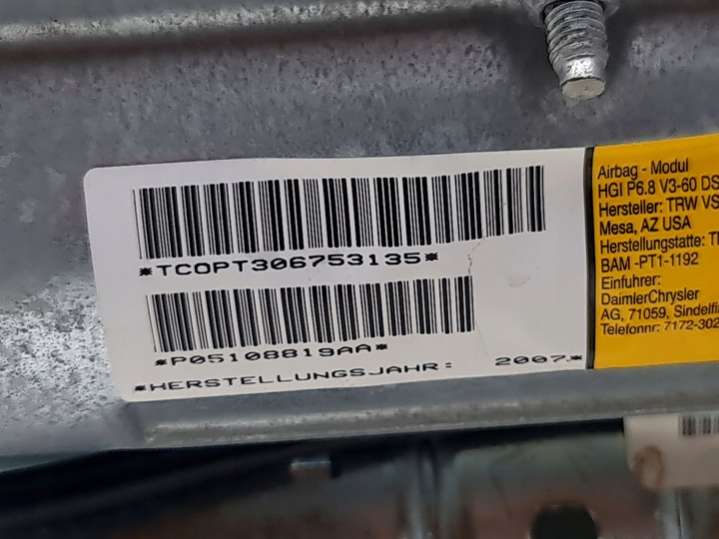 *TCOPT306753135*
*P05108819AA*
*HERSTELLUNGSJAHR: 2007*
Airbag - Modul
HGI P6.8 V3-60 DS
Hersteller: TRW VS
Mesa, AZ USA
Herstellungstatte:
BAM -PT1-1192
Einfuhrer:
DaimlerChrysler
AG, 71059, Sindelfi
Telefonnr: 7172-302